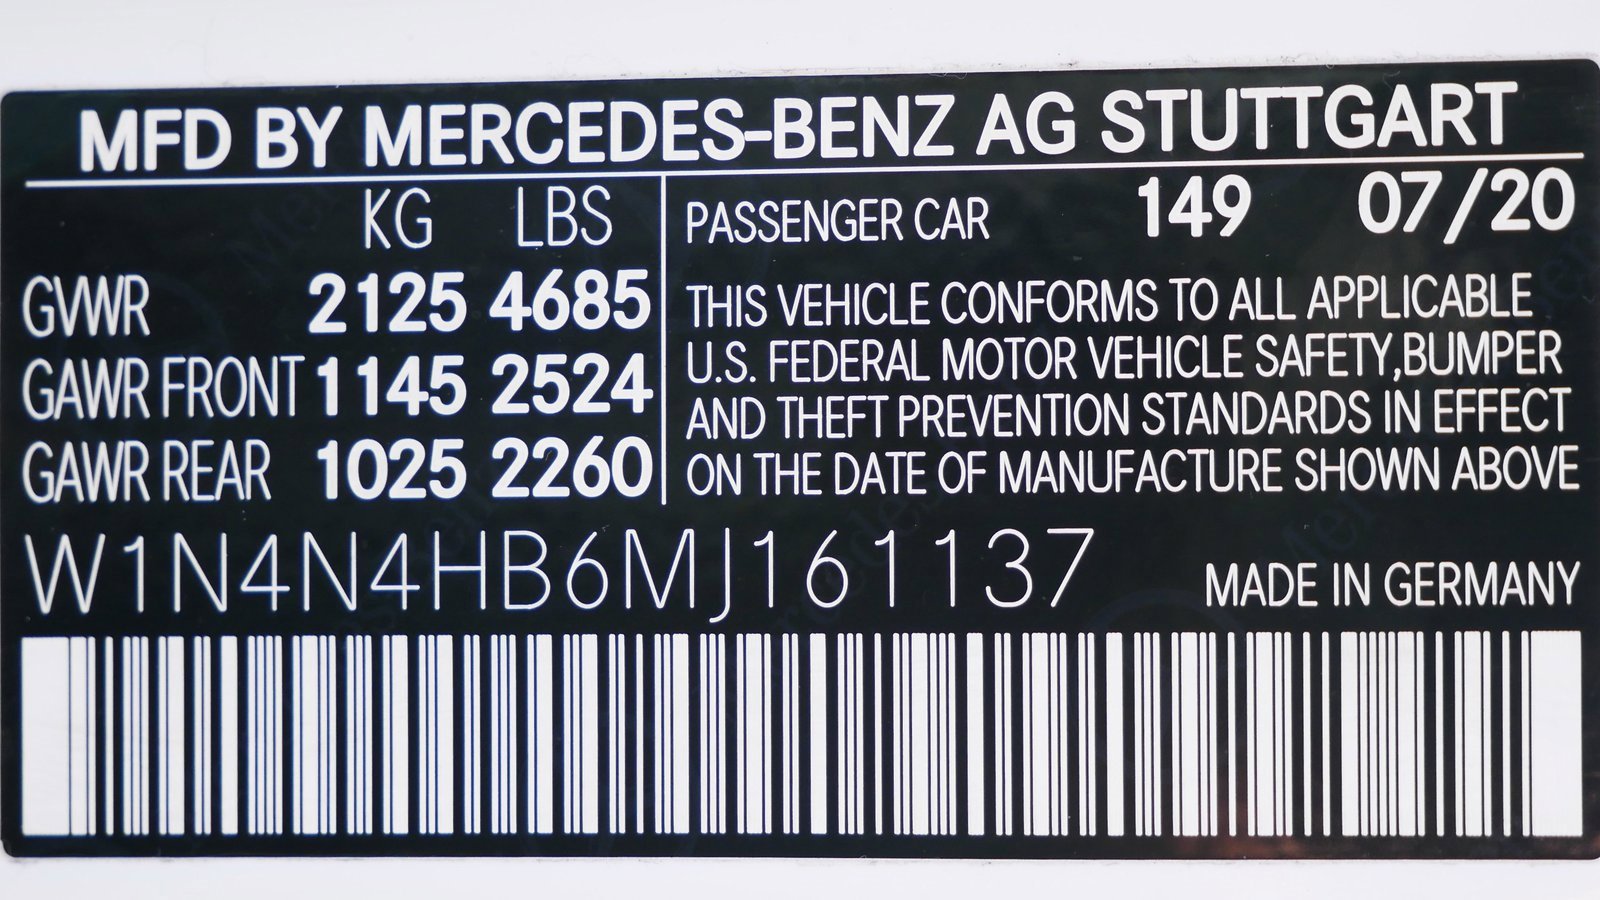 MFD BY MERCEDES-BENZ AG STUTTGART
KG LBS
GVWR 2125 4685
GAWR FRONT 1145 2524
GAWR REAR 1025 2260
PASSENGER CAR 149 07/20
THIS VEHICLE CONFORMS TO ALL APPLICABLE
U.S. FEDERAL MOTOR VEHICLE SAFETY,BUMPER
AND THEFT PREVENTION STANDARDS IN EFFECT
ON THE DATE OF MANUFACTURE SHOWN ABOVE
W1N4N4HB6MJ161137
MADE IN GERMANY